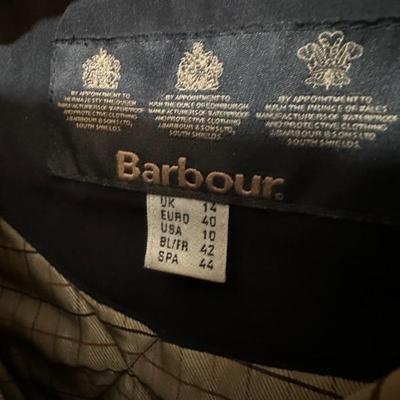 BY APPOINTMENT TO
HER MAJESTY THE QUEEN
MANUFACTURERS OF WATERPROOF
AND PROTECTIVE CLOTHING
J.BARBOUR & SONS LTD
SOUTH SHIELDS
BY APPOINTMENT TO
H.R.H. THE DUKE OF EDINBURGH
MANUFACTURERS OF WATERPROOF
AND PROTECTIVE CLOTHING
J.BARBOUR & SONS LTD
SOUTH SHIELDS
BY APPOINTMENT TO
H.R.H. THE PRINCE OF WALES
MANUFACTURERS OF WATERPROOF
AND PROTECTIVE CLOTHING
J.BARBOUR & SONS LTD
SOUTH SHIELDS
Barbour
UK 14
EURO 40
USA 10
BL/FR 42
SPA 44